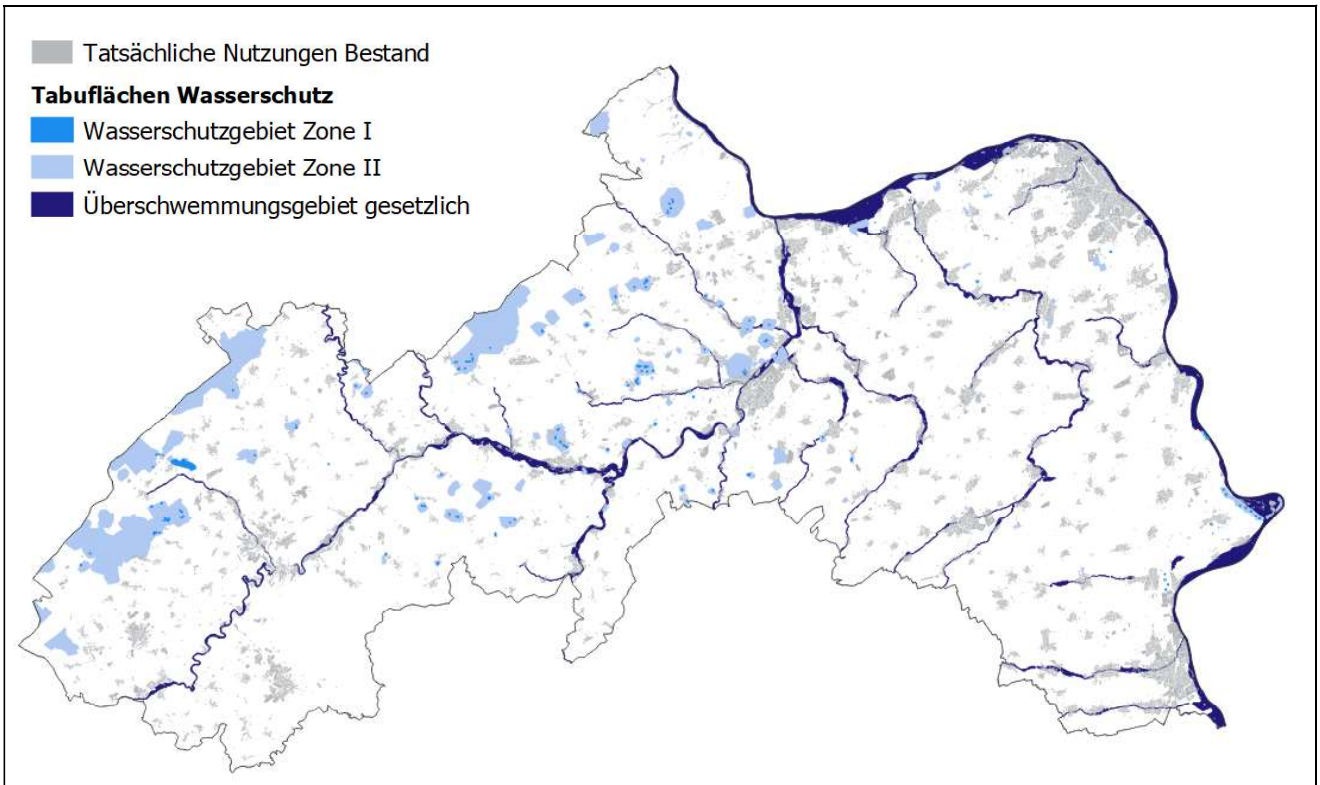 Tatsächliche Nutzungen Bestand
Tabuflächen Wasserschutz
Wasserschutzgebiet Zone I
Wasserschutzgebiet Zone II
Überschwemmungsgebiet gesetzlich